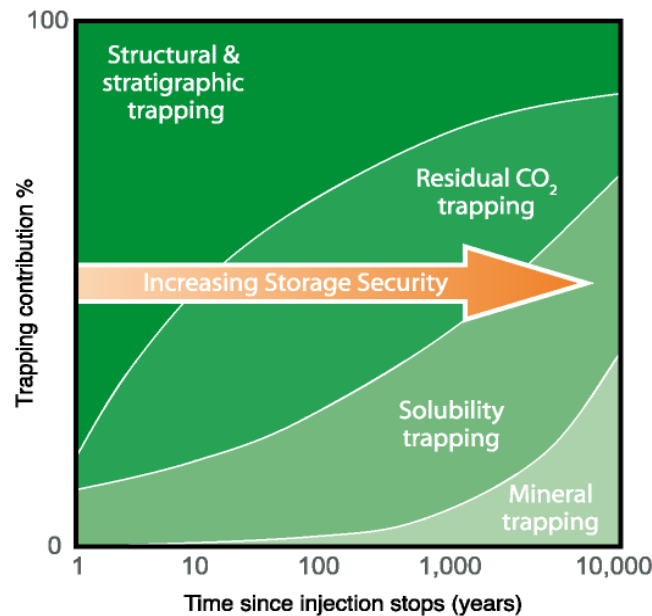 100
Structural &
stratigraphic
trapping
Residual CO₂
trapping
Increasing Storage Security
Solubility
trapping
Mineral
trapping
Trapping contribution %
0
1 10 100 1,000 10,000
Time since injection stops (years)